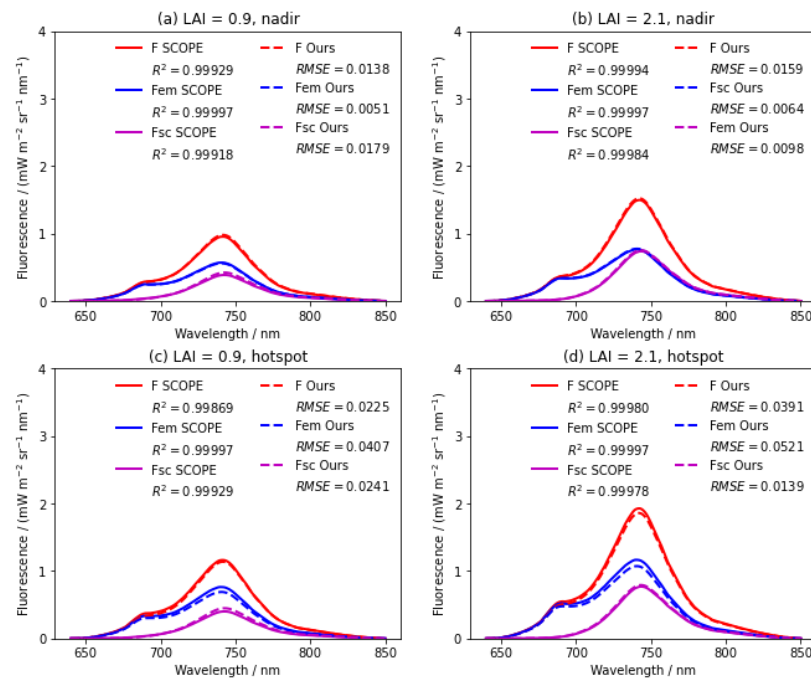 (a) LAI = 0.9, nadir
4
3
2
1
0
Fluorescence / (mW m⁻² sr⁻¹ nm⁻¹)
F SCOPE
R² = 0.99929
Fem SCOPE
R² = 0.99997
Fsc SCOPE
R² = 0.99918
F Ours
RMSE = 0.0138
Fem Ours
RMSE = 0.0051
Fsc Ours
RMSE = 0.0179
650 700 750 800 850
Wavelength / nm
(b) LAI = 2.1, nadir
4
3
2
1
0
Fluorescence / (mW m⁻² sr⁻¹ nm⁻¹)
F SCOPE
R² = 0.99994
Fem SCOPE
R² = 0.99997
Fsc SCOPE
R² = 0.99984
F Ours
RMSE = 0.0159
Fsc Ours
RMSE = 0.0064
Fem Ours
RMSE = 0.0098
650 700 750 800 850
Wavelength / nm
(c) LAI = 0.9, hotspot
4
3
2
1
0
Fluorescence / (mW m⁻² sr⁻¹ nm⁻¹)
F SCOPE
R² = 0.99869
Fem SCOPE
R² = 0.99997
Fsc SCOPE
R² = 0.99929
F Ours
RMSE = 0.0225
Fem Ours
RMSE = 0.0407
Fsc Ours
RMSE = 0.0241
650 700 750 800 850
Wavelength / nm
(d) LAI = 2.1, hotspot
4
3
2
1
0
Fluorescence / (mW m⁻² sr⁻¹ nm⁻¹)
F SCOPE
R² = 0.99980
Fem SCOPE
R² = 0.99997
Fsc SCOPE
R² = 0.99978
F Ours
RMSE = 0.0391
Fem Ours
RMSE = 0.0521
Fsc Ours
RMSE = 0.0139
650 700 750 800 850
Wavelength / nm